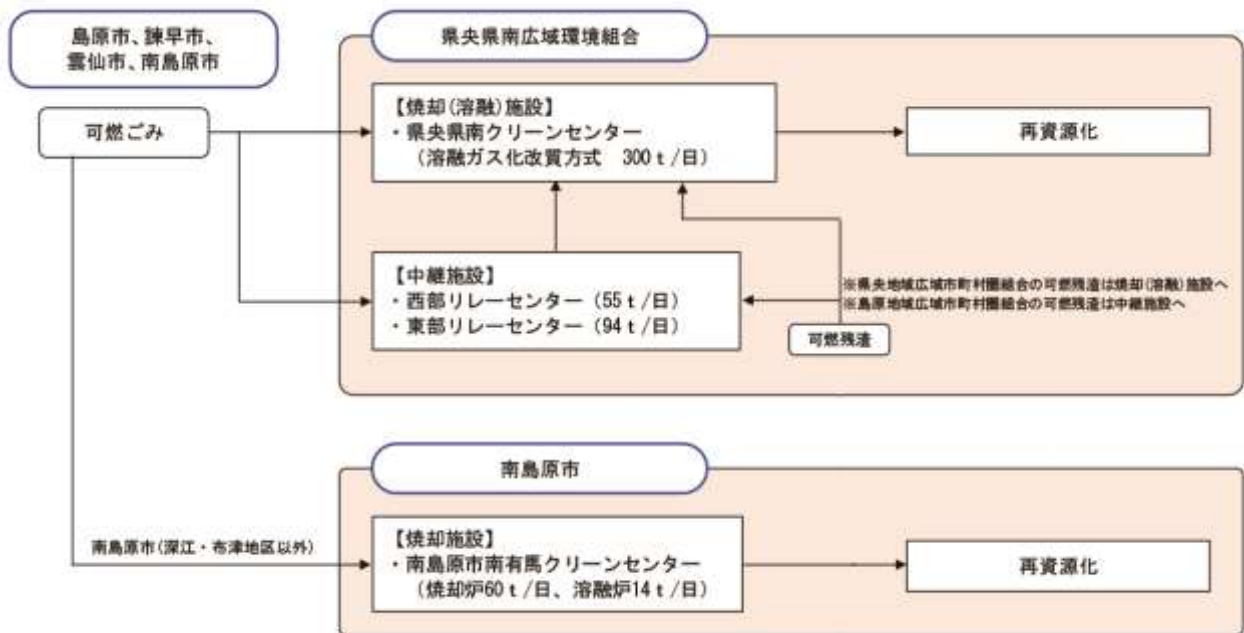 島原市、諫早市、
雲仙市、南島原市
県央県南広域環境組合
可燃ごみ
【焼却(溶融)施設】
・県央県南クリーンセンター
(溶融ガス化改質方式 300t/日)
再資源化
【中継施設】
・西部リレーセンター(55t/日)
・東部リレーセンター(94t/日)
※県央地域広域市町村圏組合の可燃残渣は焼却(溶融)施設へ
※島原地域広域市町村圏組合の可燃残渣は中継施設へ
可燃残渣
南島原市
南島原市(深江・布津地区以外)
【焼却施設】
・南島原市南有馬クリーンセンター
(焼却炉60t/日、溶融炉14t/日)
再資源化